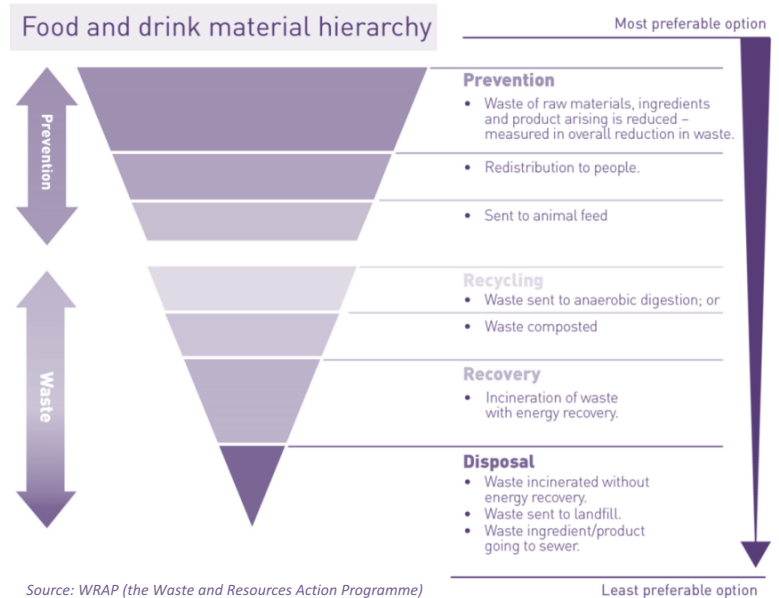 Food and drink material hierarchy
Most preferable option
Prevention
Prevention
• Waste of raw materials, ingredients
and product arising is reduced –
measured in overall reduction in waste.
• Redistribution to people.
• Sent to animal feed
Waste
Recycling
• Waste sent to anaerobic digestion; or
• Waste composted
Recovery
• Incineration of waste
with energy recovery.
Disposal
• Waste incinerated without
energy recovery.
• Waste sent to landfill.
• Waste ingredient/product
going to sewer.
Source: WRAP (the Waste and Resources Action Programme)
Least preferable option